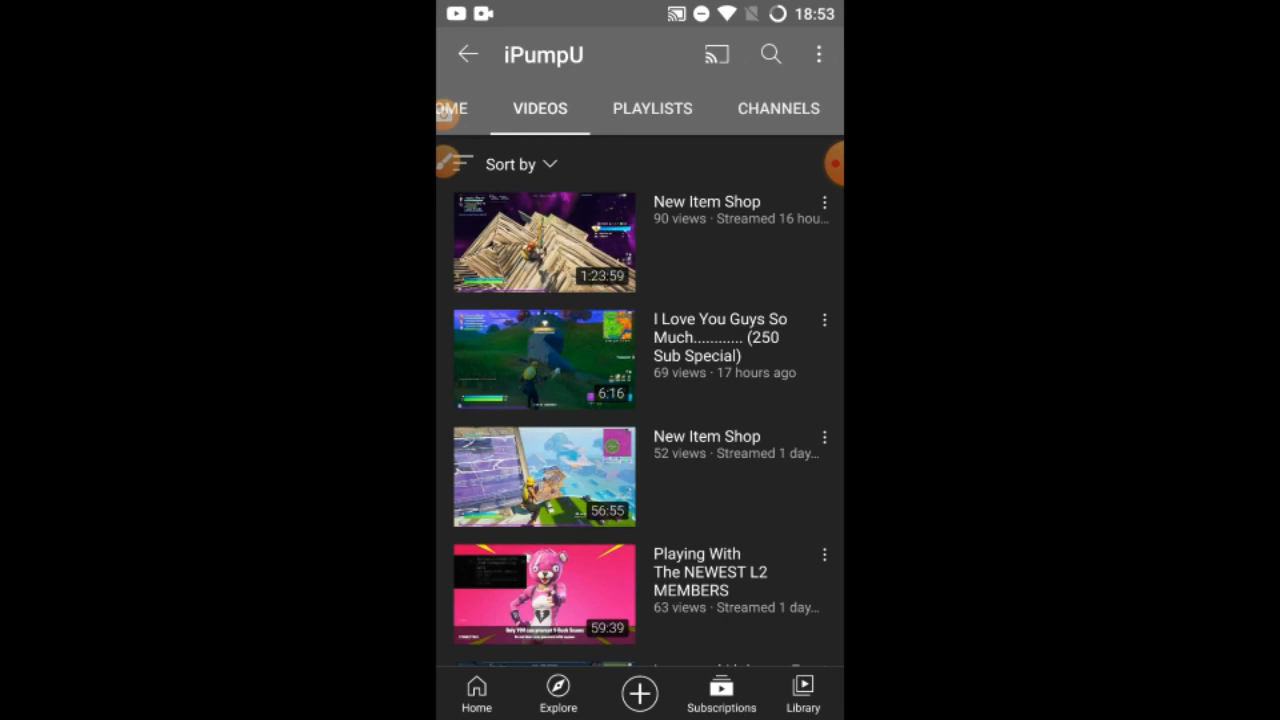 18:53
iPumpU
OME
VIDEOS
PLAYLISTS
CHANNELS
Sort by
New Item Shop
90 views · Streamed 16 hou...
1:23:59
I Love You Guys So
Much............ (250
Sub Special)
69 views · 17 hours ago
6:16
New Item Shop
52 views · Streamed 1 day...
56:55
Playing With
The NEWEST L2
MEMBERS
63 views · Streamed 1 day...
59:39
Home
Explore
Subscriptions
Library